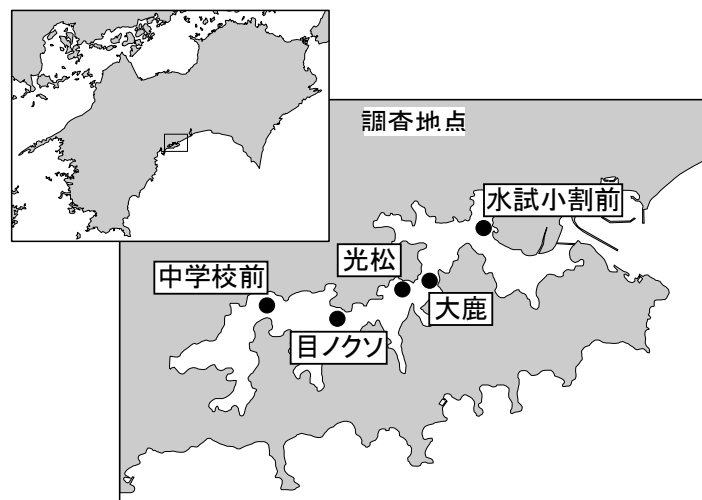 調査地点
水試小割前
光松
中学校前
大鹿
目ノクソ